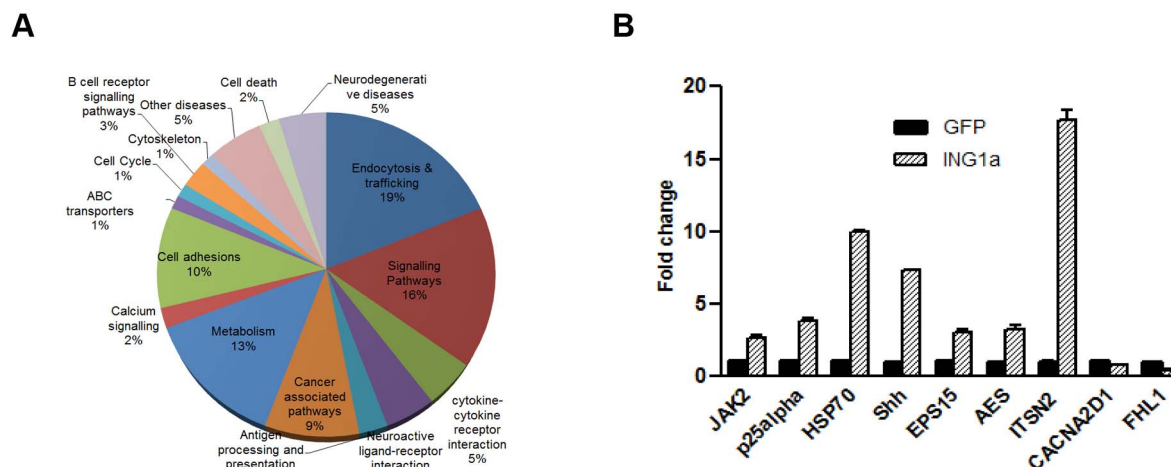 A
B cell receptor
signalling
pathways
3%
Other diseases
5%
Cell death
2%
Neurodegenerati
ve diseases
5%
Cytoskeleton
1%
Cell Cycle
1%
ABC
transporters
1%
Cell adhesions
10%
Calcium
signalling
2%
Metabolism
13%
Cancer
associated
pathways
9%
Antigen
processing and
presentation
Neuroactive
ligand-receptor
interaction
cytokine-
cytokine
receptor
interaction
5%
Signalling
Pathways
16%
Endocytosis &
trafficking
19%
B
Fold change
20
15
10
5
0
GFP
ING1a
JAK2
p25alpha
HSP70
Shh
EPS15
AES
ITSN2
CACNA2D1
FHL1